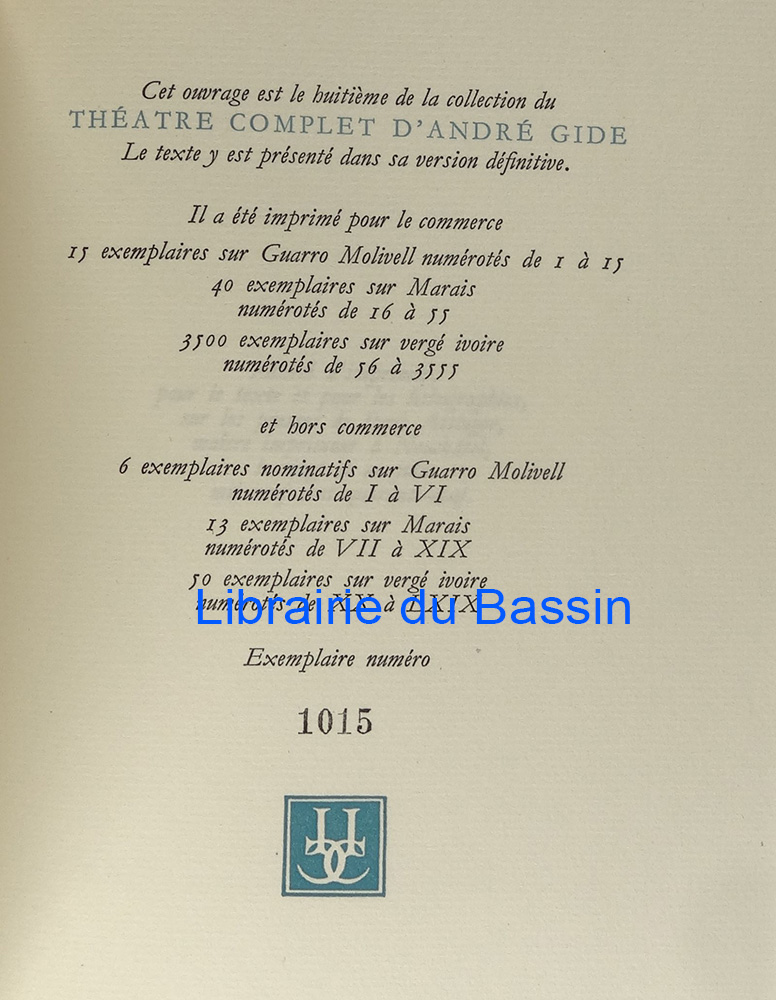 Cet ouvrage est le huitième de la collection du
THÉATRE COMPLET D'ANDRÉ GIDE
Le texte y est présenté dans sa version définitive.
Il a été imprimé pour le commerce
15 exemplaires sur Guarro Molivell numérotés de 1 à 15
40 exemplaires sur Marais
numérotés de 16 à 55
3500 exemplaires sur vergé ivoire
numérotés de 56 à 3555
et hors commerce
6 exemplaires nominatifs sur Guarro Molivell
numérotés de I à VI
13 exemplaires sur Marais
numérotés de VII à XIX
50 exemplaires sur vergé ivoire
numérotés de XX à LXIX
Librairie du Bassin
Exemplaire numéro
1015